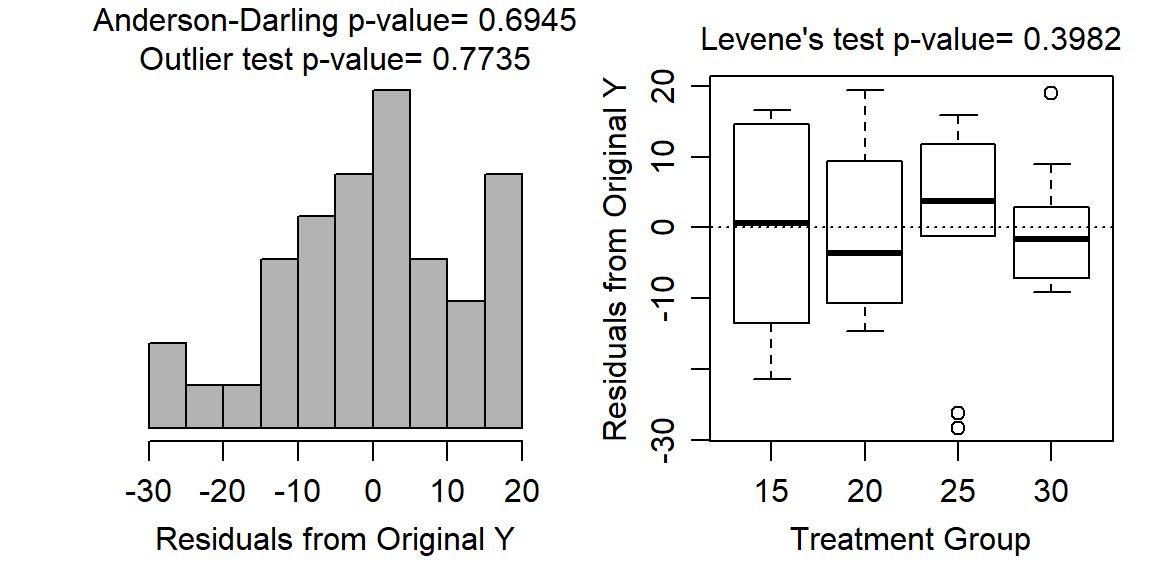 Anderson-Darling p-value= 0.6945
Outlier test p-value= 0.7735
-30 -20 -10 0 10 20
Residuals from Original Y
Levene's test p-value= 0.3982
Residuals from Original Y
20
10
0
-10
-30
15 20 25 30
Treatment Group